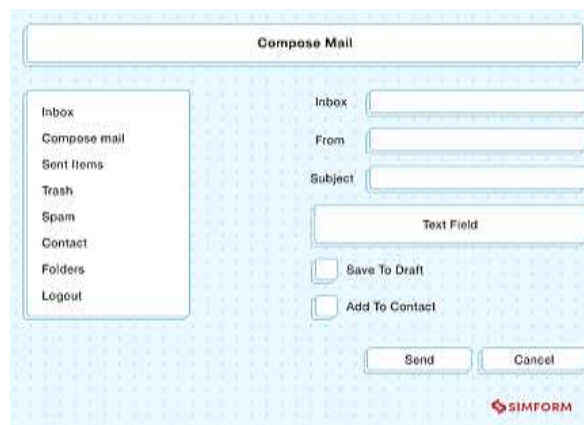 Compose Mail
Inbox
Compose mail
Sent Items
Trash
Spam
Contact
Folders
Logout
Inbox
From
Subject
Text Field
Save To Draft
Add To Contact
Send
Cancel
SIMFORM